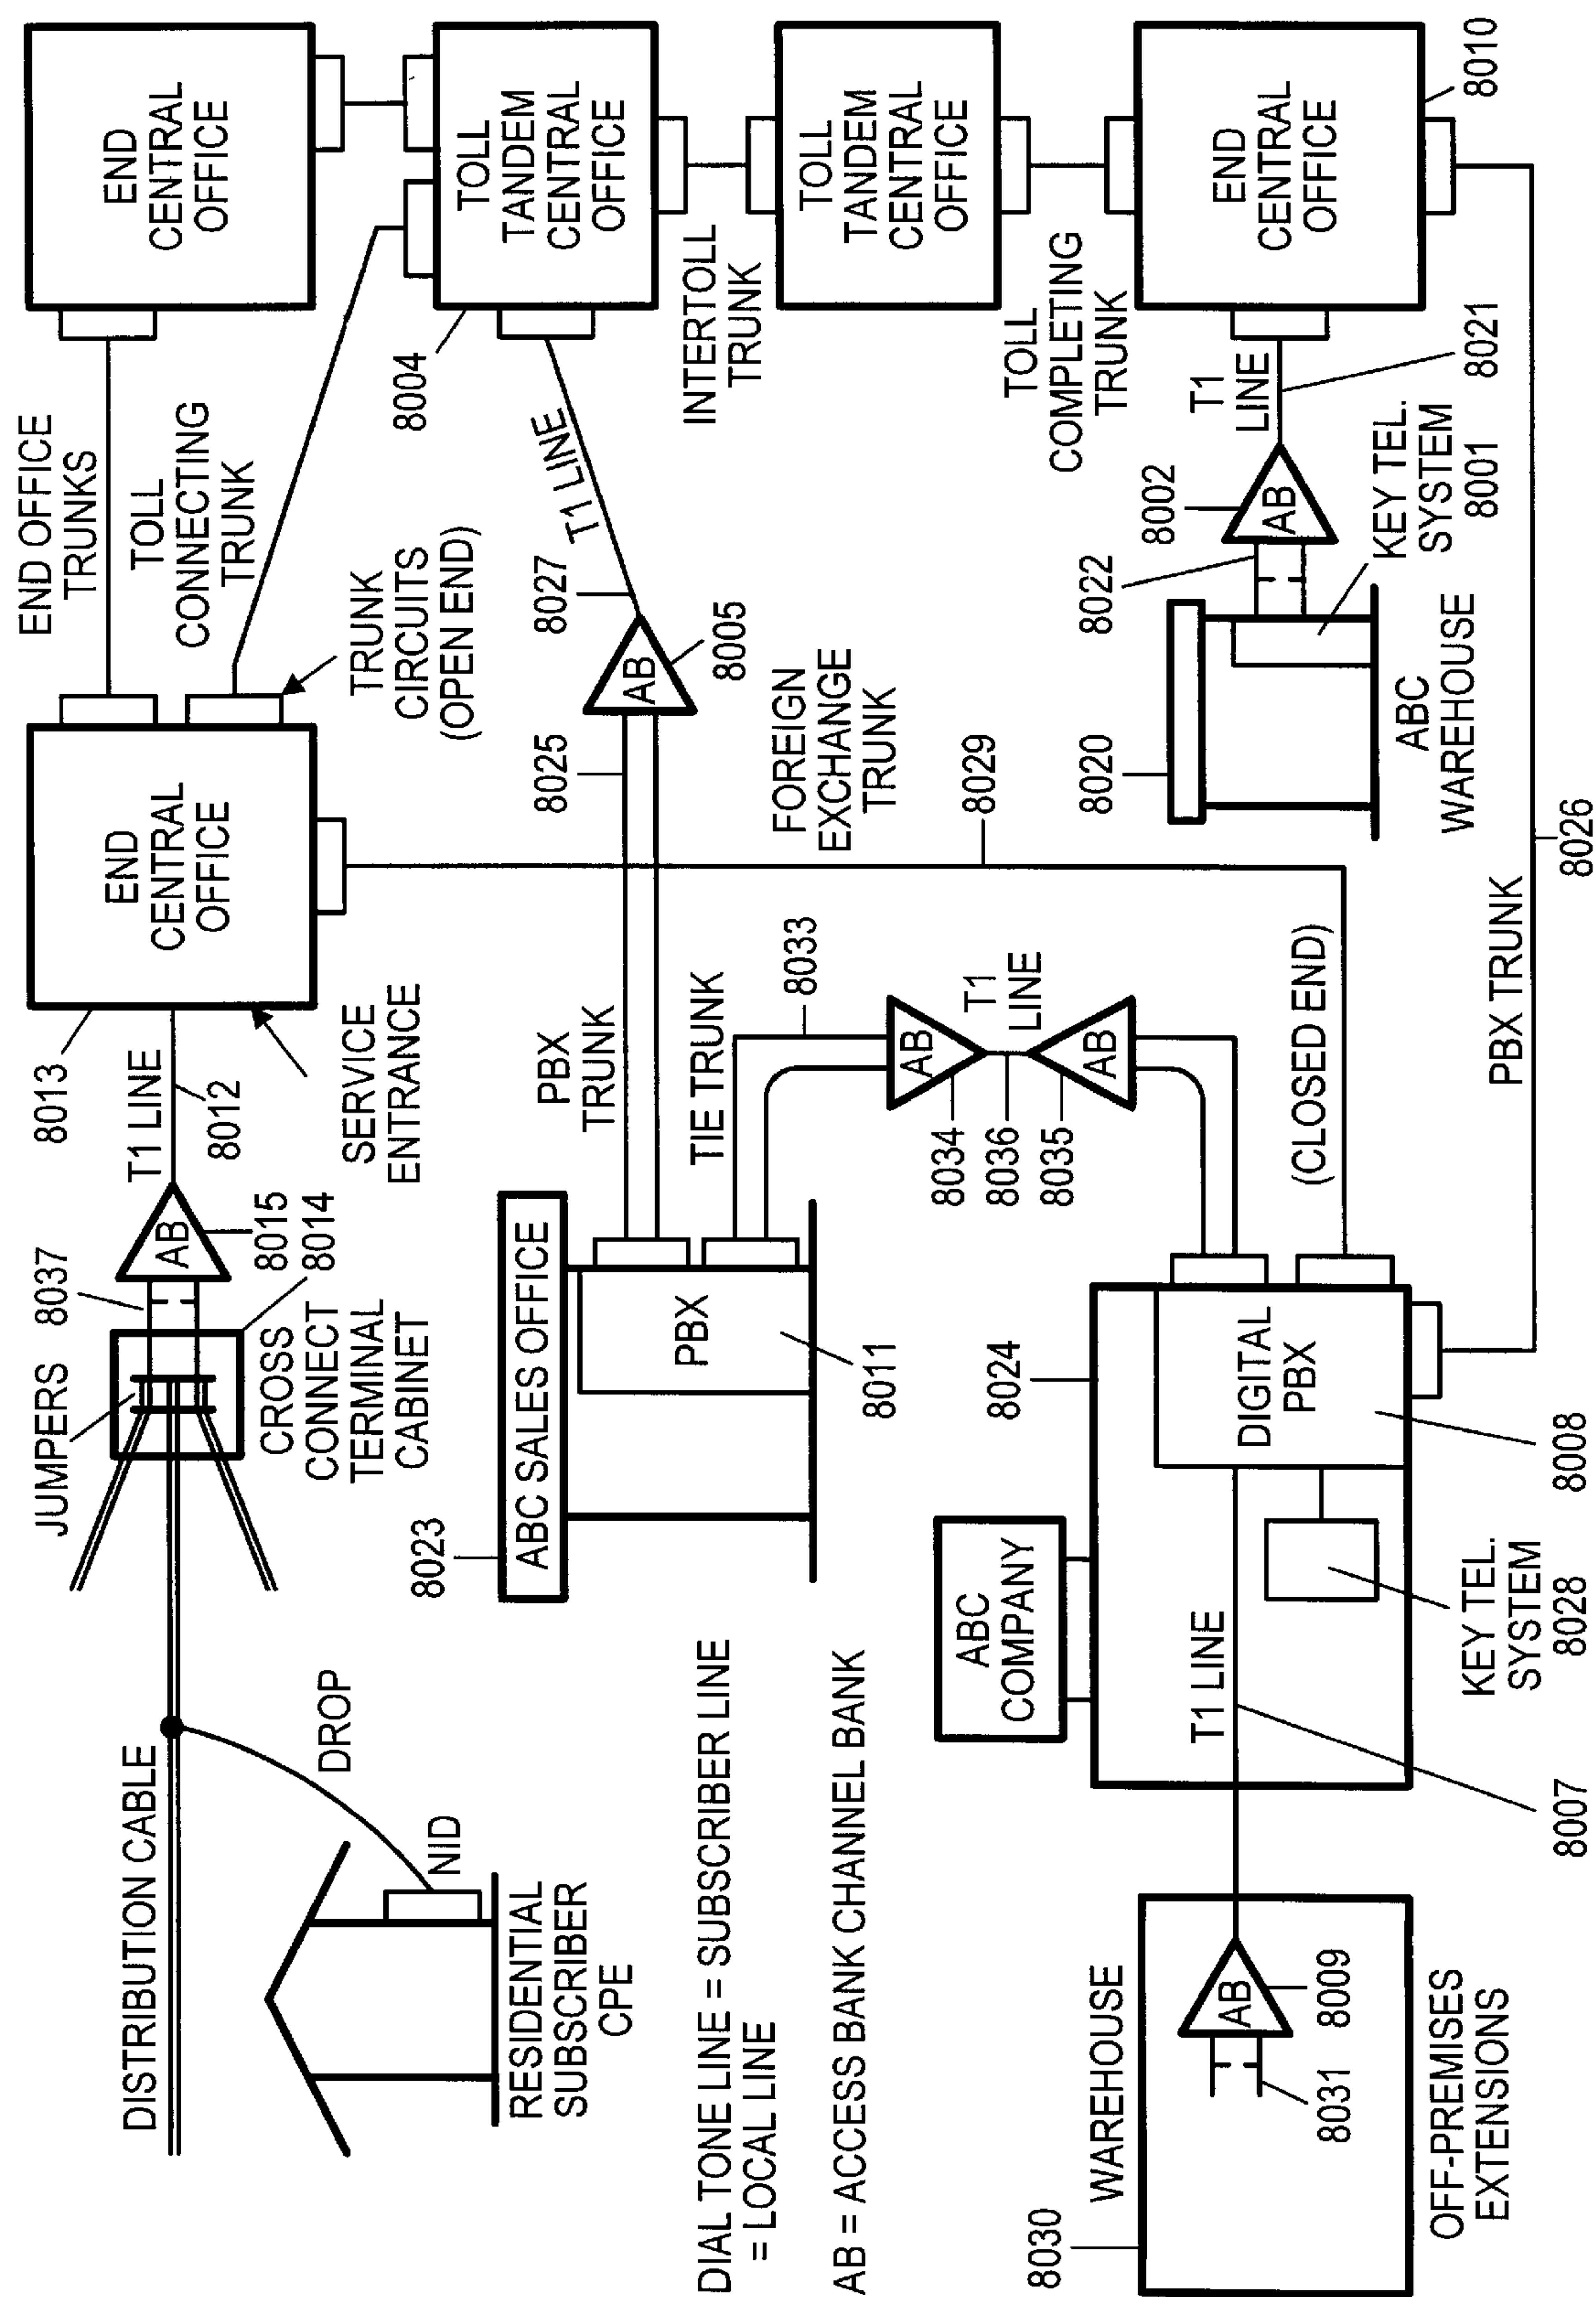 DISTRIBUTION CABLE
DROP
NID
RESIDENTIAL
SUBSCRIBER
CPE
JUMPERS
8037
AB
8015
8014
CROSS
CONNECT
TERMINAL
CABINET
T1 LINE
8012
8013
SERVICE
ENTRANCE
END
CENTRAL
OFFICE
END OFFICE
TRUNKS
TOLL
CONNECTING
TRUNK
TRUNK
CIRCUITS
(OPEN END)
END
CENTRAL
OFFICE
8004
TOLL
TANDEM
CENTRAL
OFFICE
INTERTOLL
TRUNK
TOLL
TANDEM
CENTRAL
OFFICE
TOLL
COMPLETING
TRUNK
END
CENTRAL
OFFICE
8010
8023
ABC SALES OFFICE
PBX
8011
PBX
TRUNK
8025
AB
8005
8027
T1 LINE
TIE TRUNK
8033
AB
T1
LINE
AB
8034
8036
8035
FOREIGN
EXCHANGE
TRUNK
8029
(CLOSED END)
8020
ABC
WAREHOUSE
8022
8002
AB
T1
LINE
8021
KEY TEL.
SYSTEM
8001
PBX TRUNK
8026
DIAL TONE LINE = SUBSCRIBER LINE
= LOCAL LINE
AB = ACCESS BANK CHANNEL BANK
ABC
COMPANY
8024
T1 LINE
DIGITAL
PBX
8007
KEY TEL.
SYSTEM
8028
8008
8030
WAREHOUSE
AB
8009
8031
OFF-PREMISES
EXTENSIONS